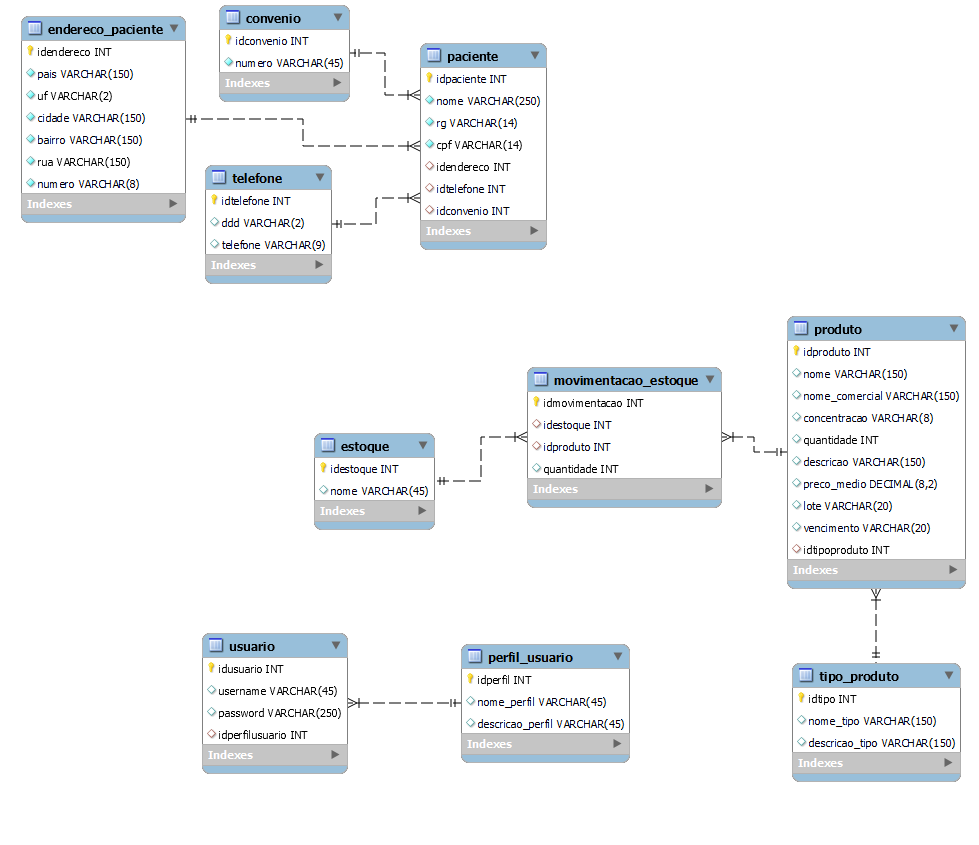 endereco_paciente
idendereco INT
pais VARCHAR(150)
uf VARCHAR(2)
cidade VARCHAR(150)
bairro VARCHAR(150)
rua VARCHAR(150)
numero VARCHAR(8)
Indexes
convenio
idconvenio INT
numero VARCHAR(45)
Indexes
paciente
idpaciente INT
nome VARCHAR(250)
rg VARCHAR(14)
cpf VARCHAR(14)
idendereco INT
idtelefone INT
idconvenio INT
Indexes
telefone
idtelefone INT
ddd VARCHAR(2)
telefone VARCHAR(9)
Indexes
produto
idproduto INT
nome VARCHAR(150)
nome_comercial VARCHAR(150)
concentracao VARCHAR(8)
quantidade INT
descricao VARCHAR(150)
preco_medio DECIMAL(8,2)
lote VARCHAR(20)
vencimento VARCHAR(20)
idtipoproduto INT
Indexes
movimentacao_estoque
idmovimentacao INT
idestoque INT
idproduto INT
quantidade INT
Indexes
estoque
idestoque INT
nome VARCHAR(45)
Indexes
usuario
idusuario INT
username VARCHAR(45)
password VARCHAR(250)
idperfilusuario INT
Indexes
perfil_usuario
idperfil INT
nome_perfil VARCHAR(45)
descricao_perfil VARCHAR(45)
Indexes
tipo_produto
idtipo INT
nome_tipo VARCHAR(150)
descricao_tipo VARCHAR(150)
Indexes